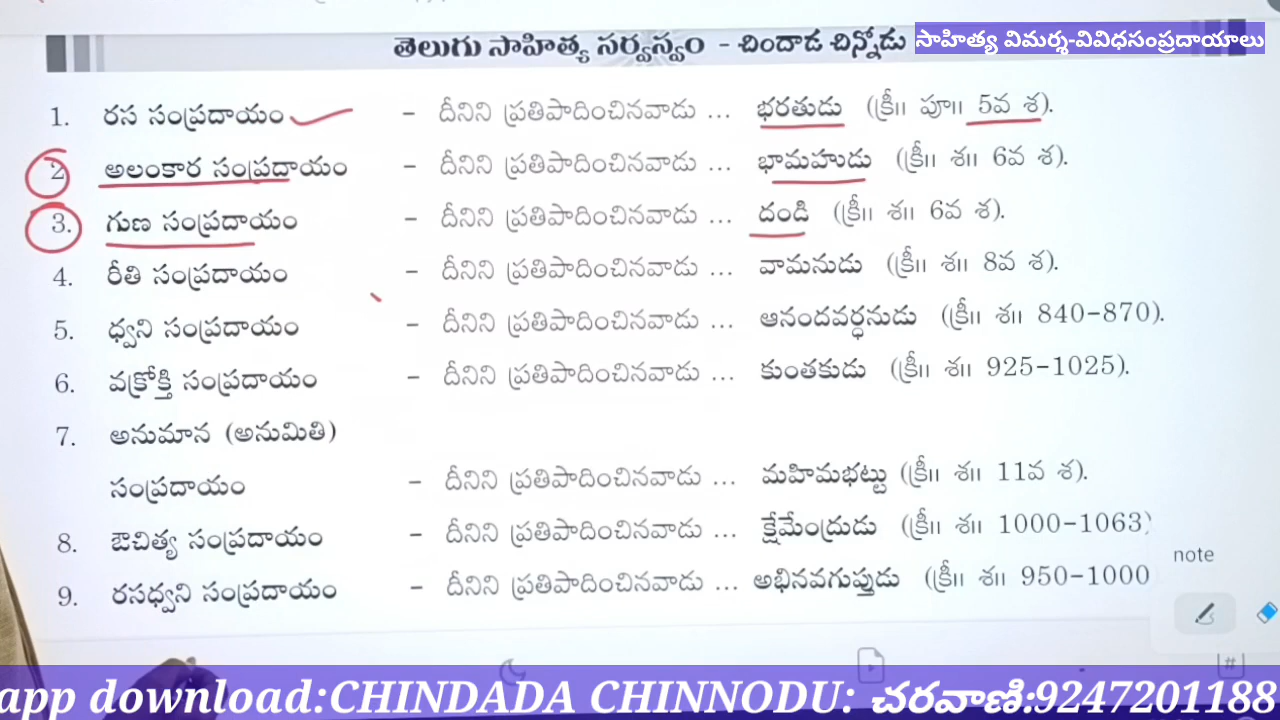 తెలుగు సాహిత్య సర్వస్వం - చిందాడ చిన్నోడు సాహిత్య విమర్శ-వివిధసంప్రదాయాలు
1. రస సంప్రదాయం - దీనిని ప్రతిపాదించినవాడు ... భరతుడు (క్రీ॥ పూ॥ 5వ శ).
2 అలంకార సంప్రదాయం - దీనిని ప్రతిపాదించినవాడు ... భామహుడు (క్రీ॥ శ॥ 6వ శ).
3. గుణ సంప్రదాయం - దీనిని ప్రతిపాదించినవాడు ... దండి (క్రీ॥ శ॥ 6వ శ).
4. రీతి సంప్రదాయం - దీనిని ప్రతిపాదించినవాడు ... వామనుడు (క్రీ॥ శ॥ 8వ శ).
5. ధ్వని సంప్రదాయం - దీనిని ప్రతిపాదించినవాడు ... ఆనందవర్ధనుడు (క్రీ॥ శ॥ 840-870).
6. వక్రోక్తి సంప్రదాయం - దీనిని ప్రతిపాదించినవాడు ... కుంతకుడు (క్రీ॥ శ॥ 925-1025).
7. అనుమాన (అనుమితి)
సంప్రదాయం - దీనిని ప్రతిపాదించినవాడు ... మహిమభట్టు (క్రీ॥ శ॥ 11వ శ).
8. ఔచిత్య సంప్రదాయం - దీనిని ప్రతిపాదించినవాడు ... క్షేమేంద్రుడు (క్రీ॥ శ॥ 1000-1063)
9. రసధ్వని సంప్రదాయం - దీనిని ప్రతిపాదించినవాడు ... అభినవగుప్తుడు (క్రీ॥ శ॥ 950-1000
note
app download:CHINDADA CHINNODU: చరవాణి:9247201188